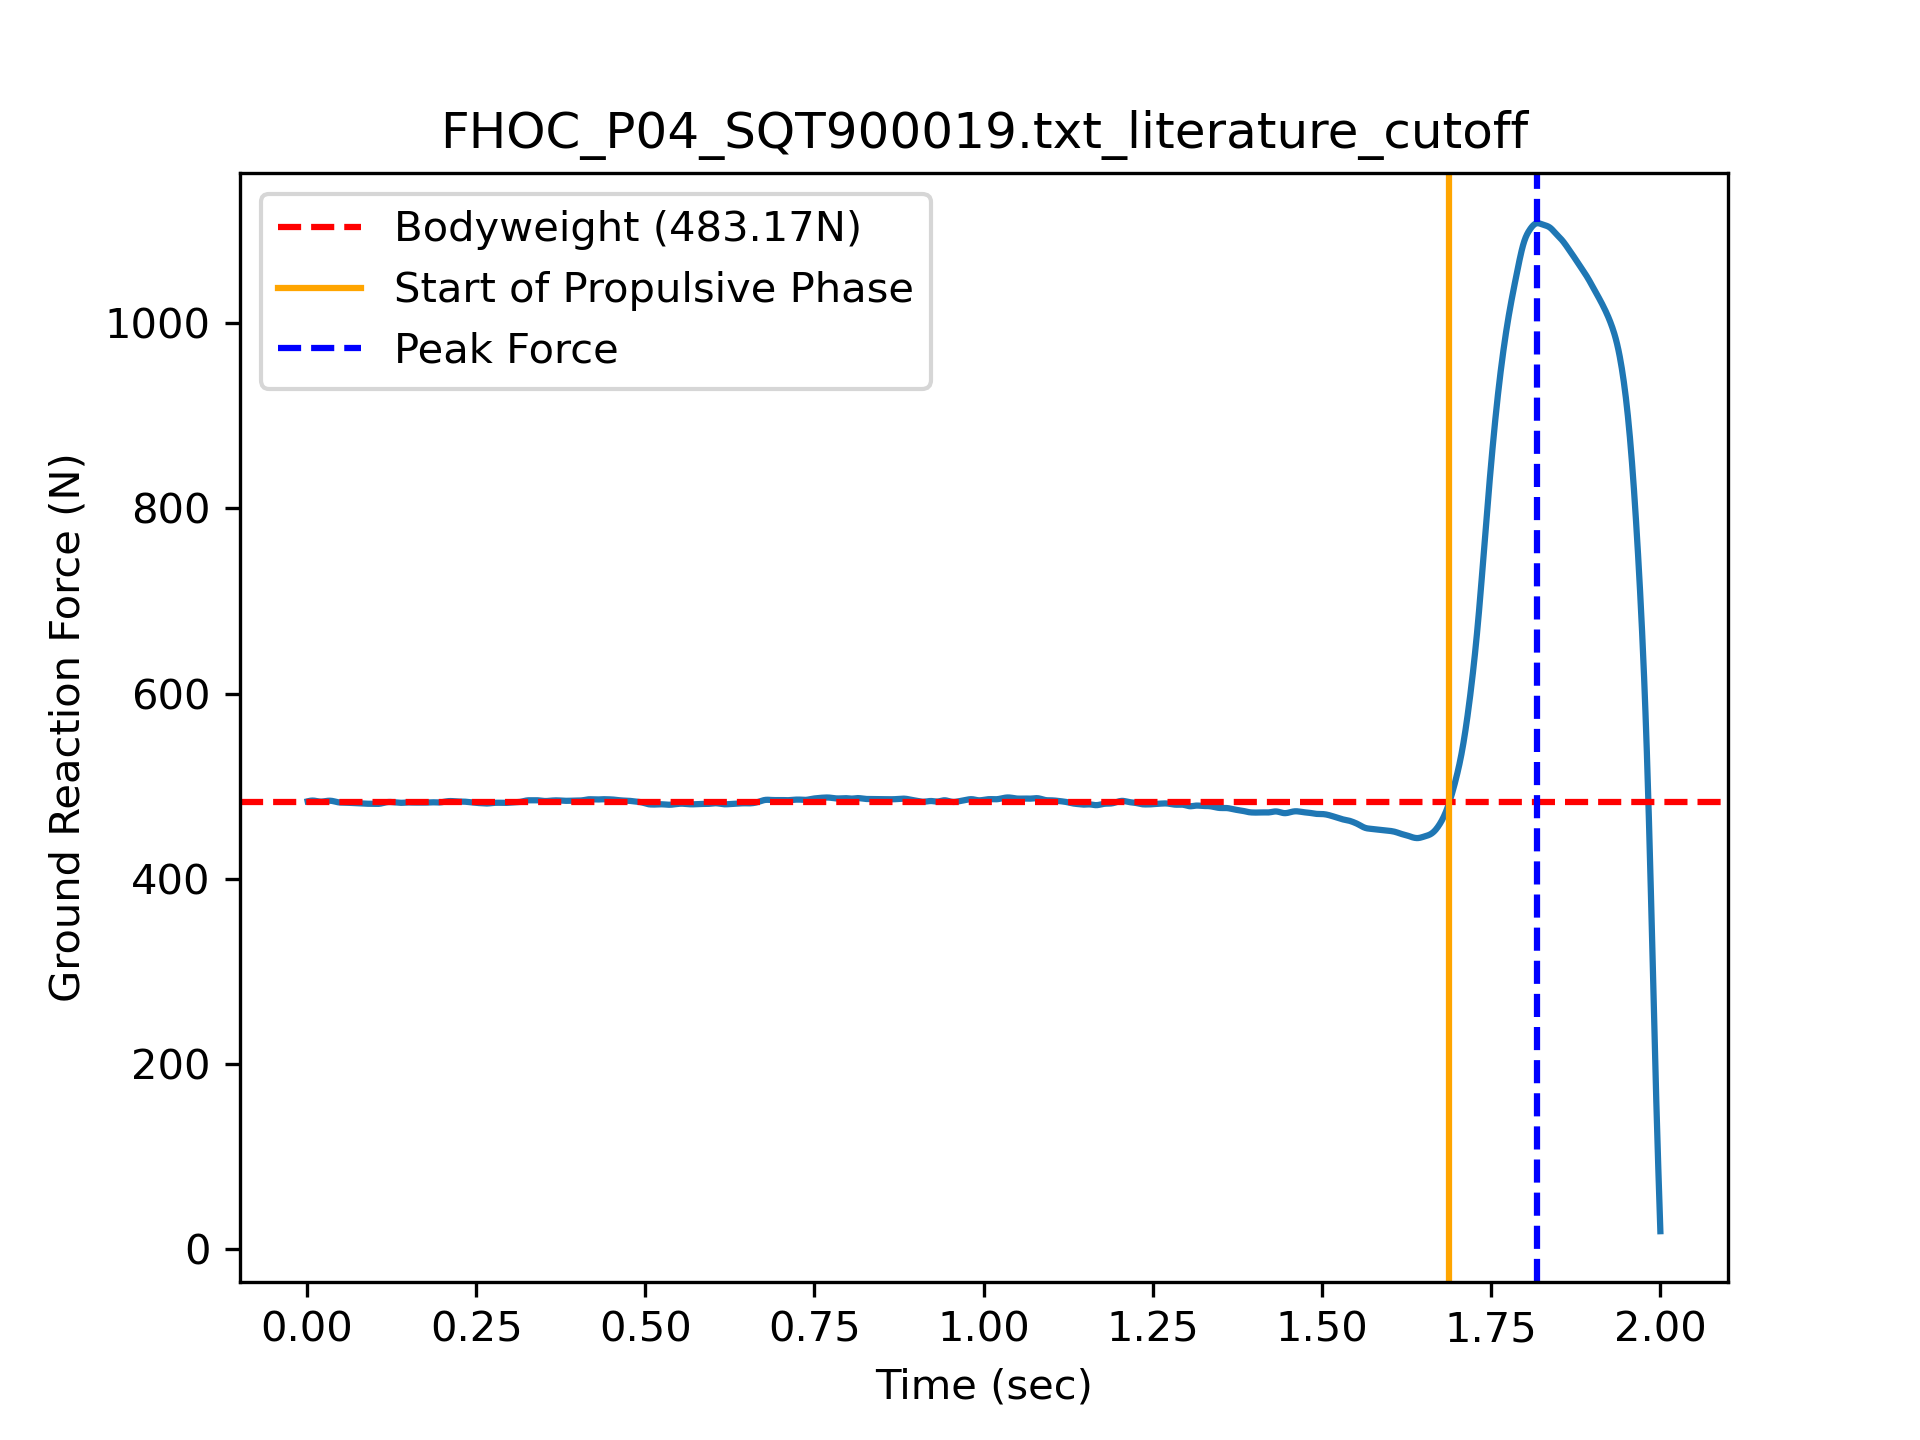 FHOC_P04_SQT900019.txt_literature_cutoff
Bodyweight (483.17N)
Start of Propulsive Phase
Peak Force
Ground Reaction Force (N)
1000
800
600
400
200
0
0.00 0.25 0.50 0.75 1.00 1.25 1.50 1.75 2.00
Time (sec)